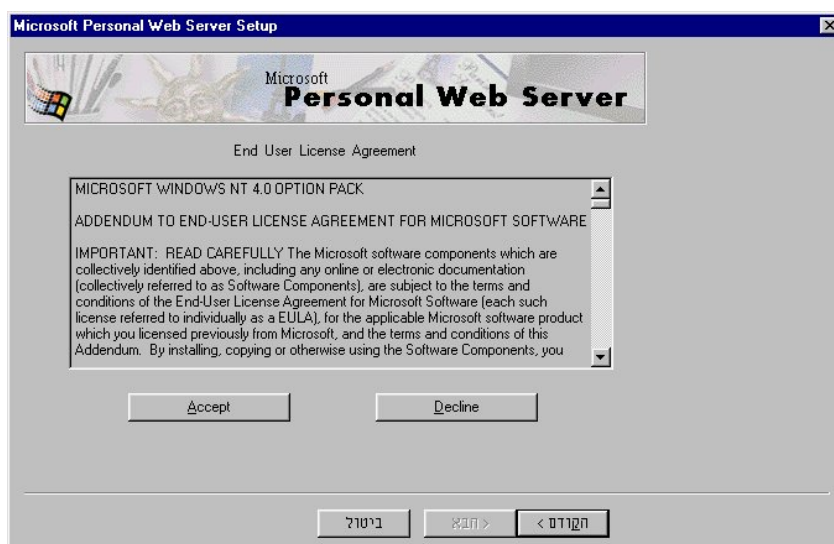 Microsoft Personal Web Server Setup
Microsoft
Personal Web Server
End User License Agreement
MICROSOFT WINDOWS NT 4.0 OPTION PACK
ADDENDUM TO END-USER LICENSE AGREEMENT FOR MICROSOFT SOFTWARE
IMPORTANT: READ CAREFULLY The Microsoft software components which are
collectively identified above, including any online or electronic documentation
(collectively referred to as Software Components), are subject to the terms and
conditions of the End-User License Agreement for Microsoft Software (each such
license referred to individually as a EULA), for the applicable Microsoft software product
which you licensed previously from Microsoft, and the terms and conditions of this
Addendum. By installing, copying or otherwise using the Software Components, you
Accept
Decline
ביטול
< הבא >
הקודם >